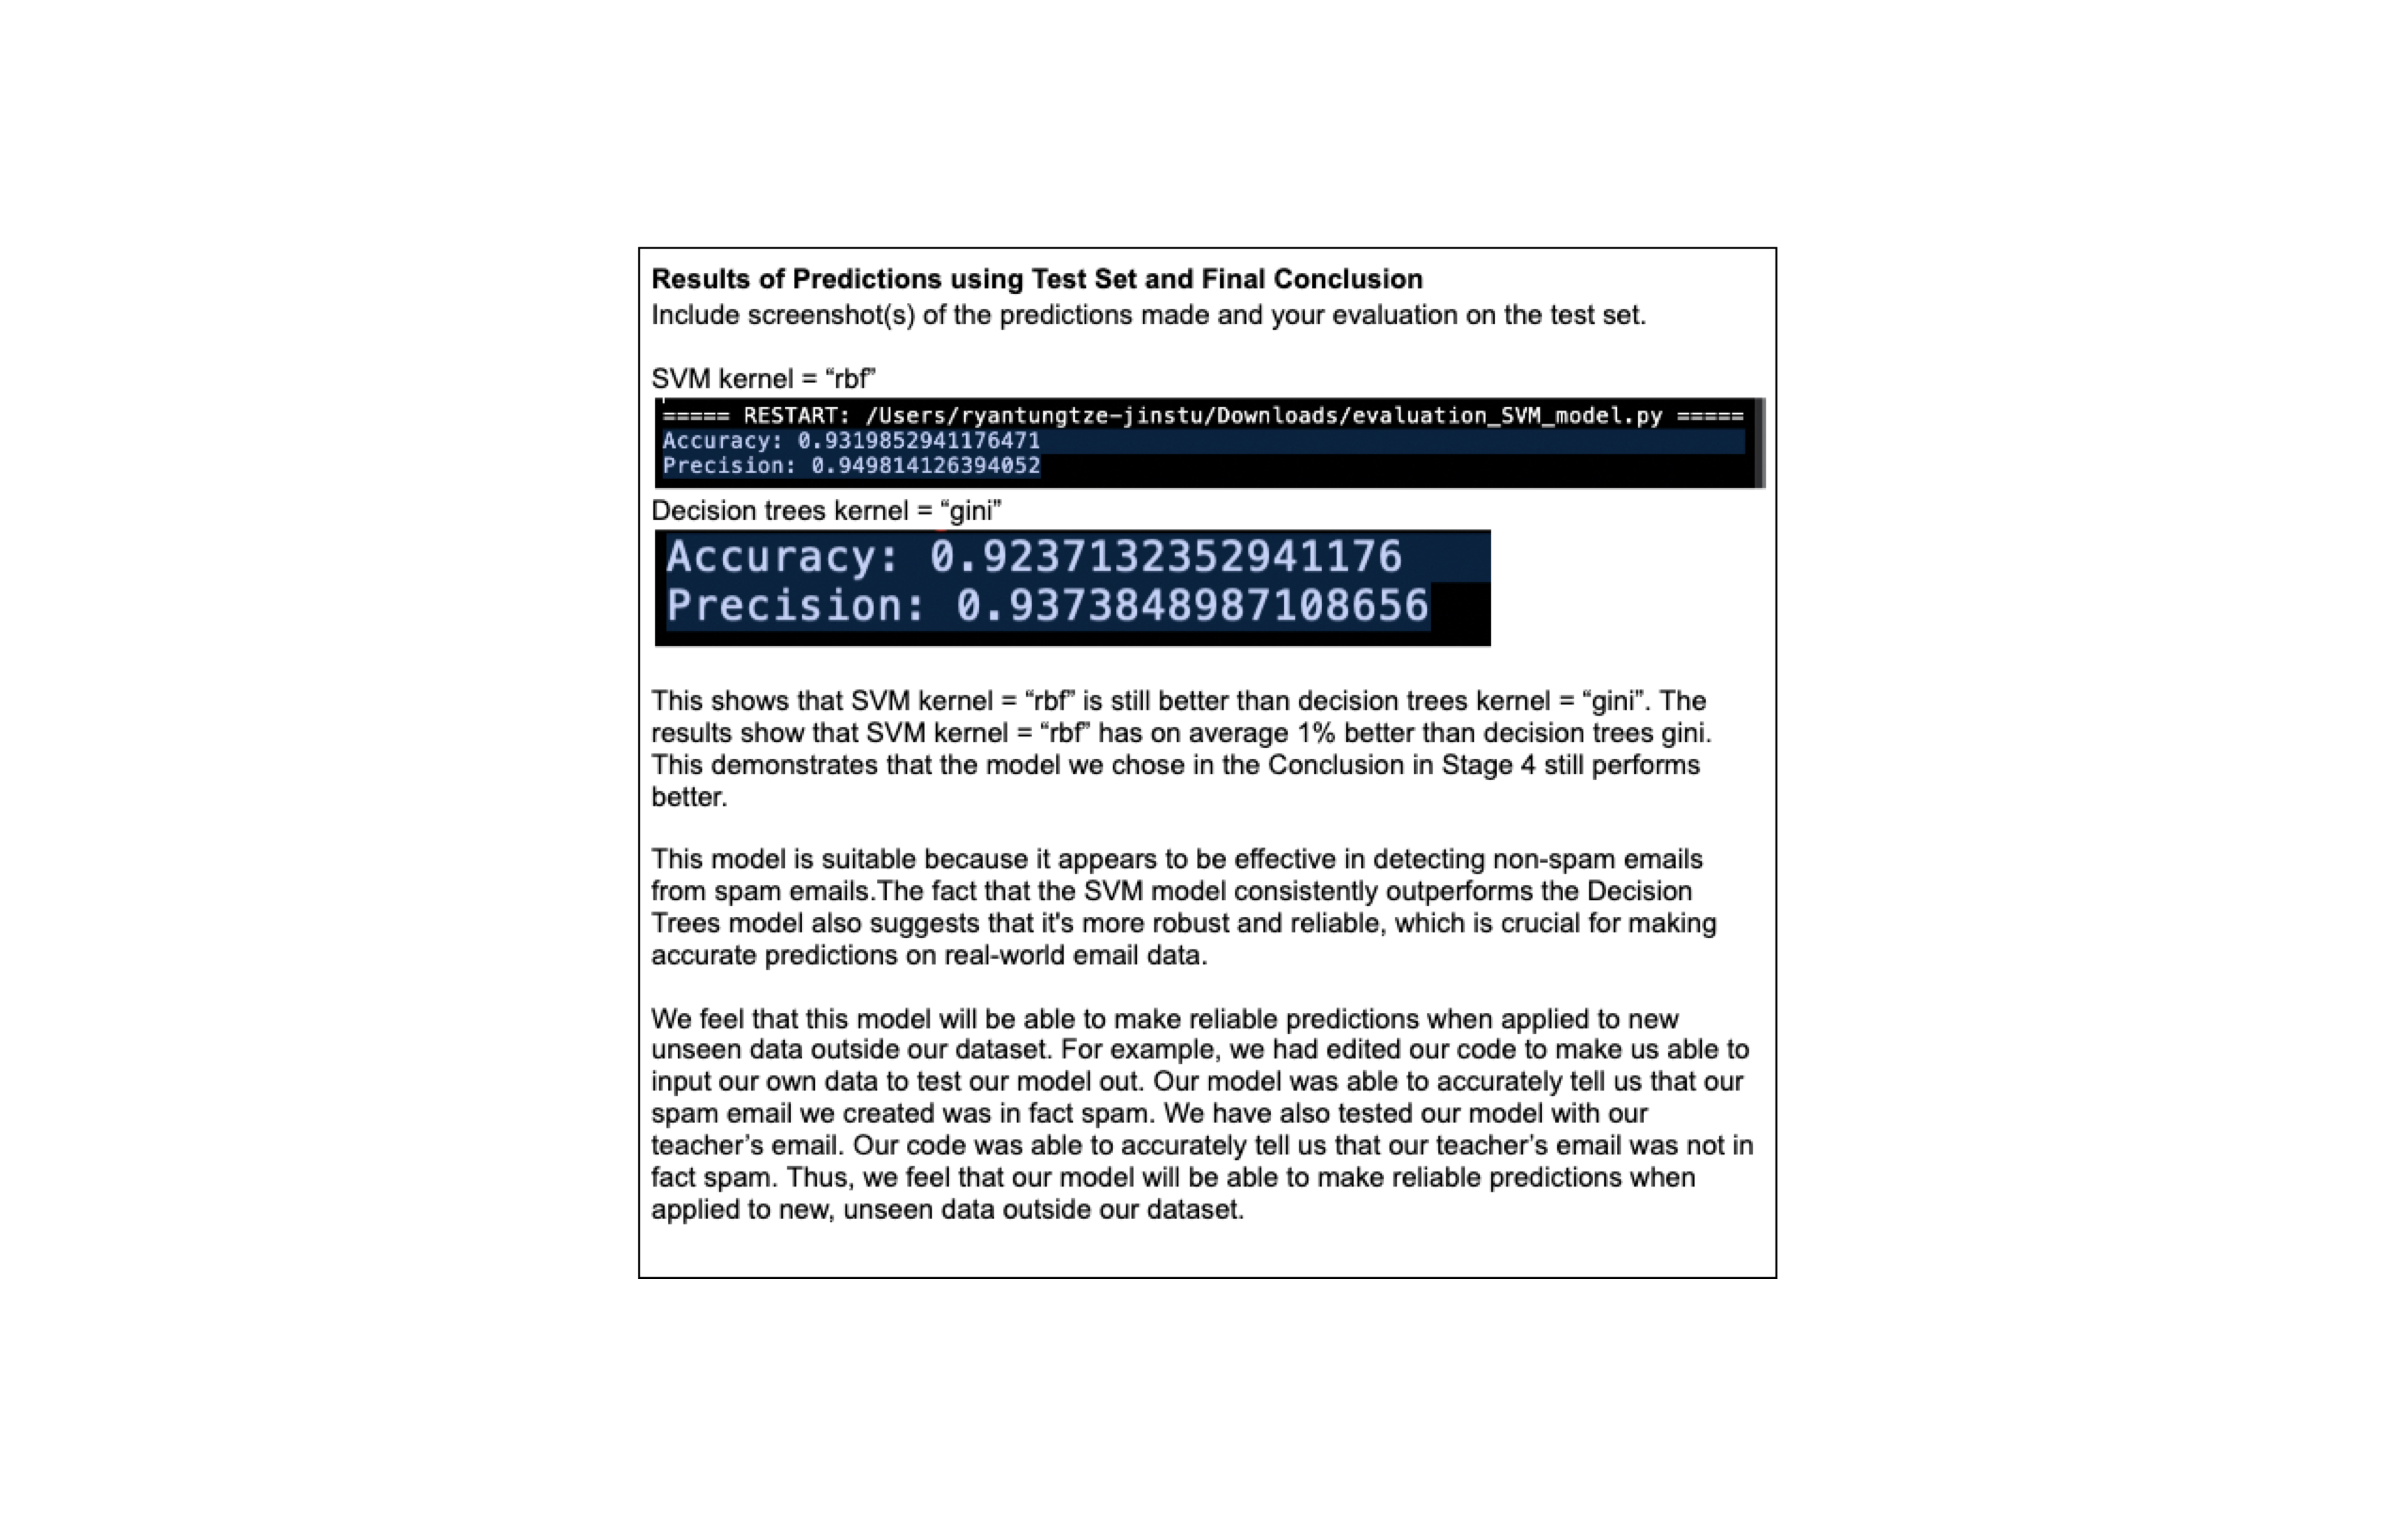 Results of Predictions using Test Set and Final Conclusion
Include screenshot(s) of the predictions made and your evaluation on the test set.
SVM kernel = “rbf”
===== RESTART: /Users/ryantungtze-jinstu/Downloads/evaluation_SVM_model.py =====
Accuracy: 0.9319852941176471
Precision: 0.949814126394052
Decision trees kernel = “gini”
Accuracy: 0.9237132352941176
Precision: 0.9373848987108656
This shows that SVM kernel = “rbf” is still better than decision trees kernel = “gini”. The
results show that SVM kernel = “rbf” has on average 1% better than decision trees gini.
This demonstrates that the model we chose in the Conclusion in Stage 4 still performs
better.
This model is suitable because it appears to be effective in detecting non-spam emails
from spam emails.The fact that the SVM model consistently outperforms the Decision
Trees model also suggests that it's more robust and reliable, which is crucial for making
accurate predictions on real-world email data.
We feel that this model will be able to make reliable predictions when applied to new
unseen data outside our dataset. For example, we had edited our code to make us able to
input our own data to test our model out. Our model was able to accurately tell us that our
spam email we created was in fact spam. We have also tested our model with our
teacher’s email. Our code was able to accurately tell us that our teacher’s email was not in
fact spam. Thus, we feel that our model will be able to make reliable predictions when
applied to new, unseen data outside our dataset.